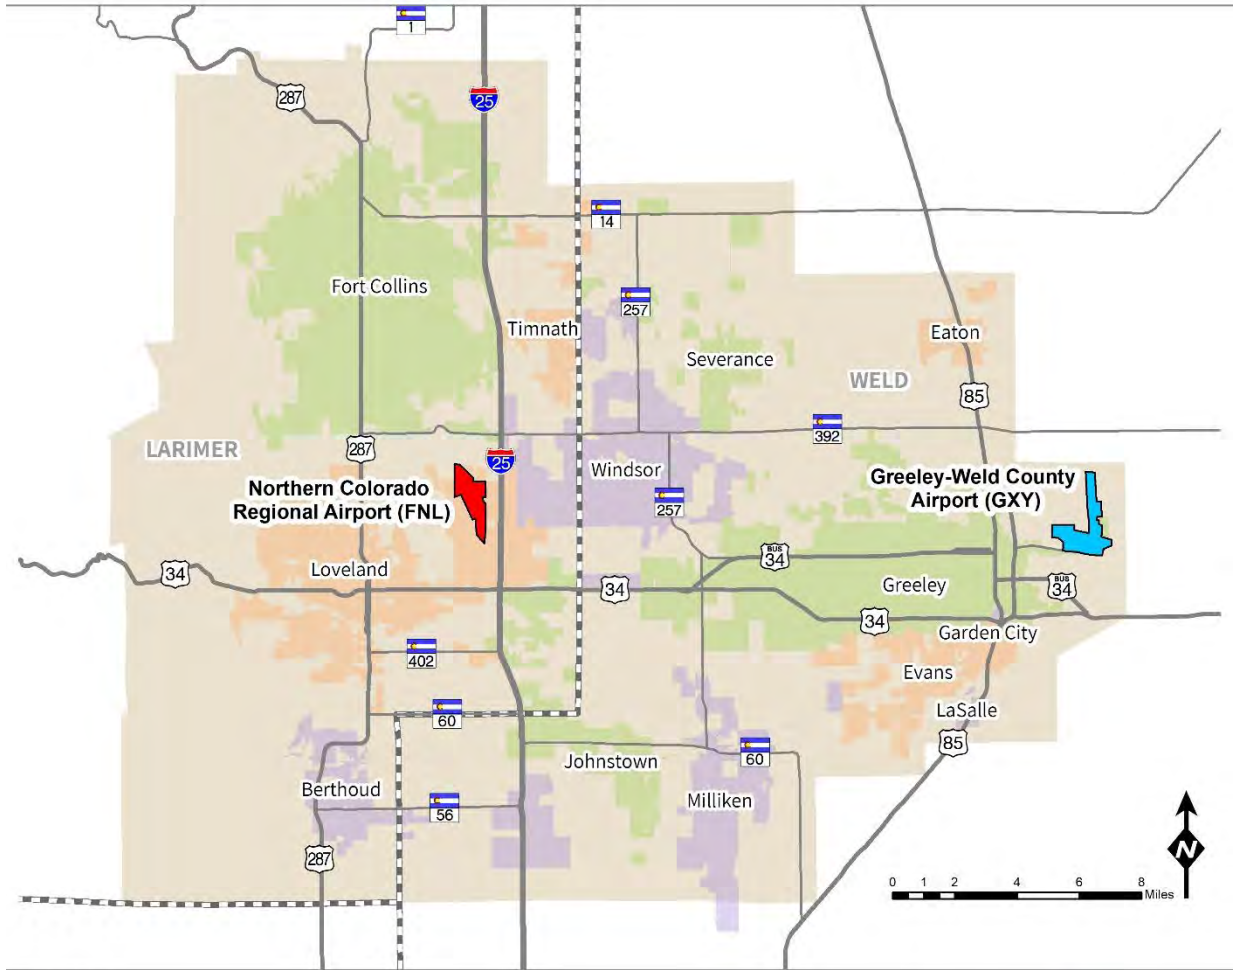 1
287
25
14
Fort Collins
257
Timnath
Eaton
Severance
WELD
85
392
LARIMER
287
25
Windsor
Northern Colorado
Regional Airport (FNL)
Greeley-Weld County
Airport (GXY)
257
BUS
34
34
Loveland
34
Greeley
BUS
34
34
Garden City
402
Evans
60
LaSalle
85
60
Johnstown
Berthoud
Milliken
56
287
N
0 1 2 4 6 8
Miles